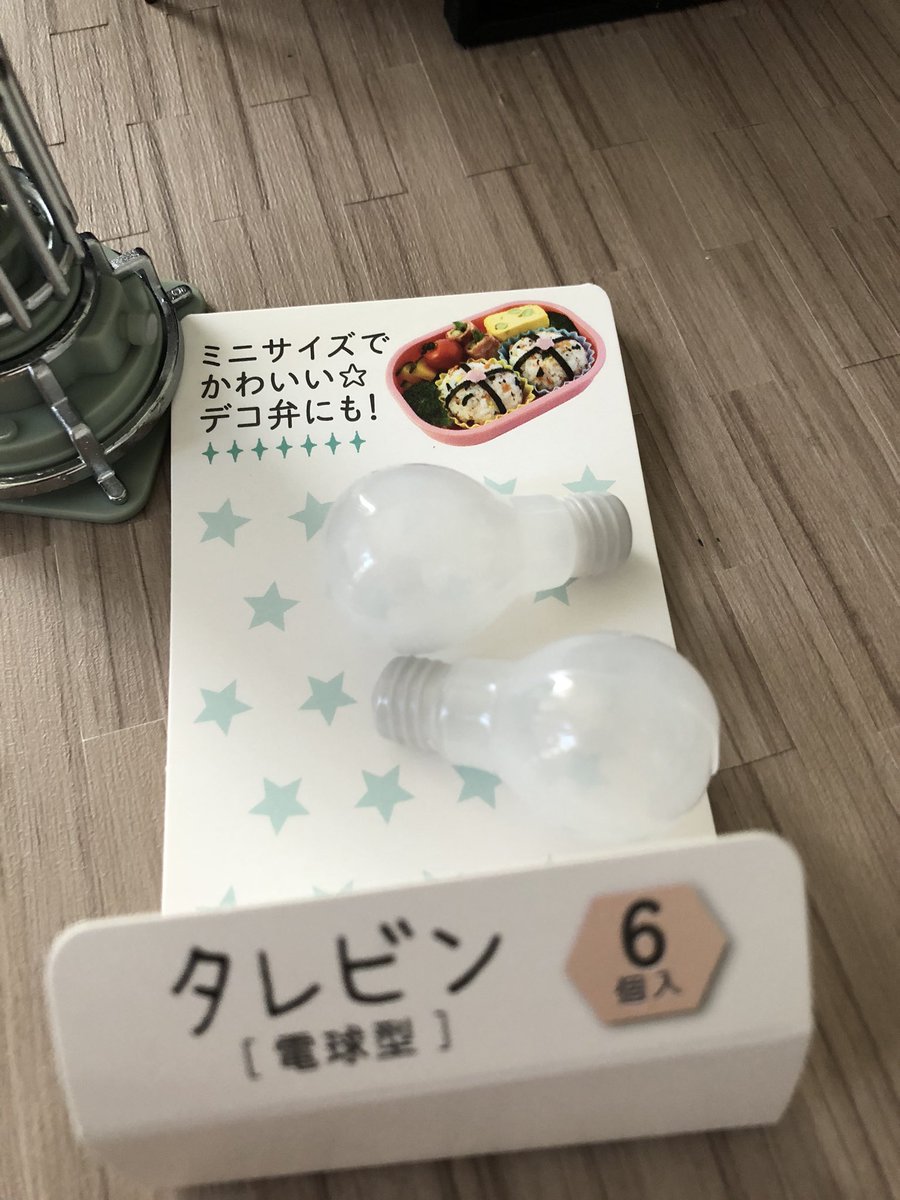 ミニサイズで
かわいい☆
デコ弁にも!
タレビン
[電球型]
6
個入